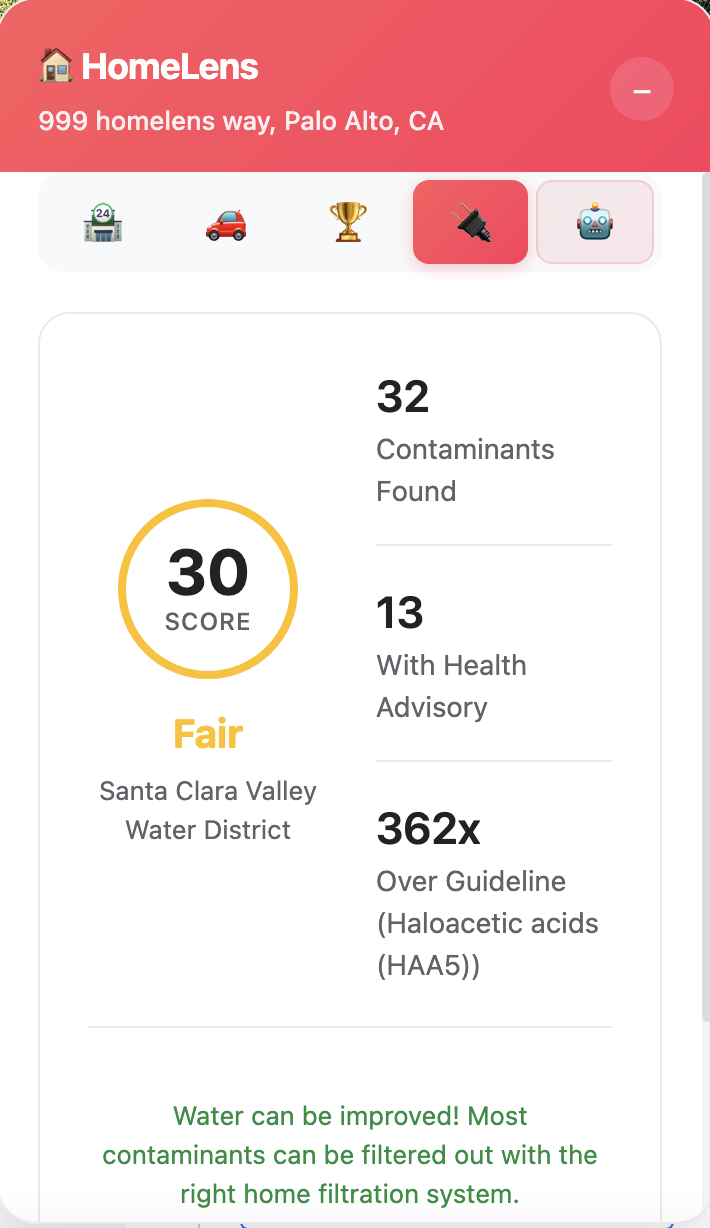 HomeLens
999 homelens way, Palo Alto, CA
24
30
SCORE
Fair
Santa Clara Valley
Water District
32
Contaminants
Found
13
With Health
Advisory
362x
Over Guideline
(Haloacetic acids
(HAA5))
Water can be improved! Most
contaminants can be filtered out with the
right home filtration system.